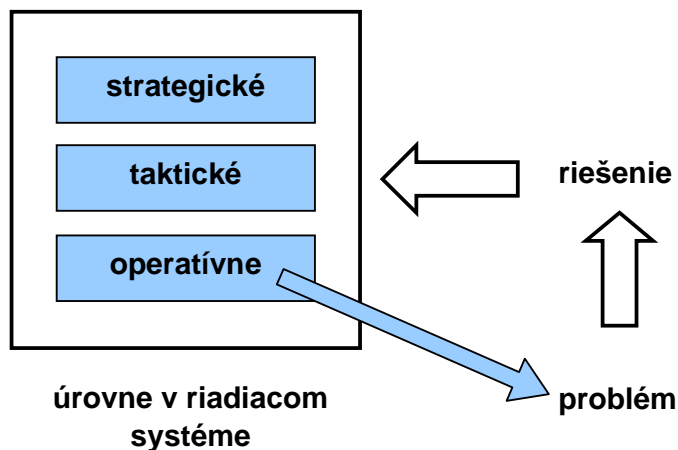 strategické
taktické
operatívne
riešenie
problém
úrovne v riadiacom
systéme